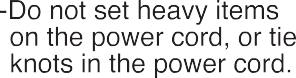 -Do not set heavy items
on the power cord, or tie
knots in the power cord.